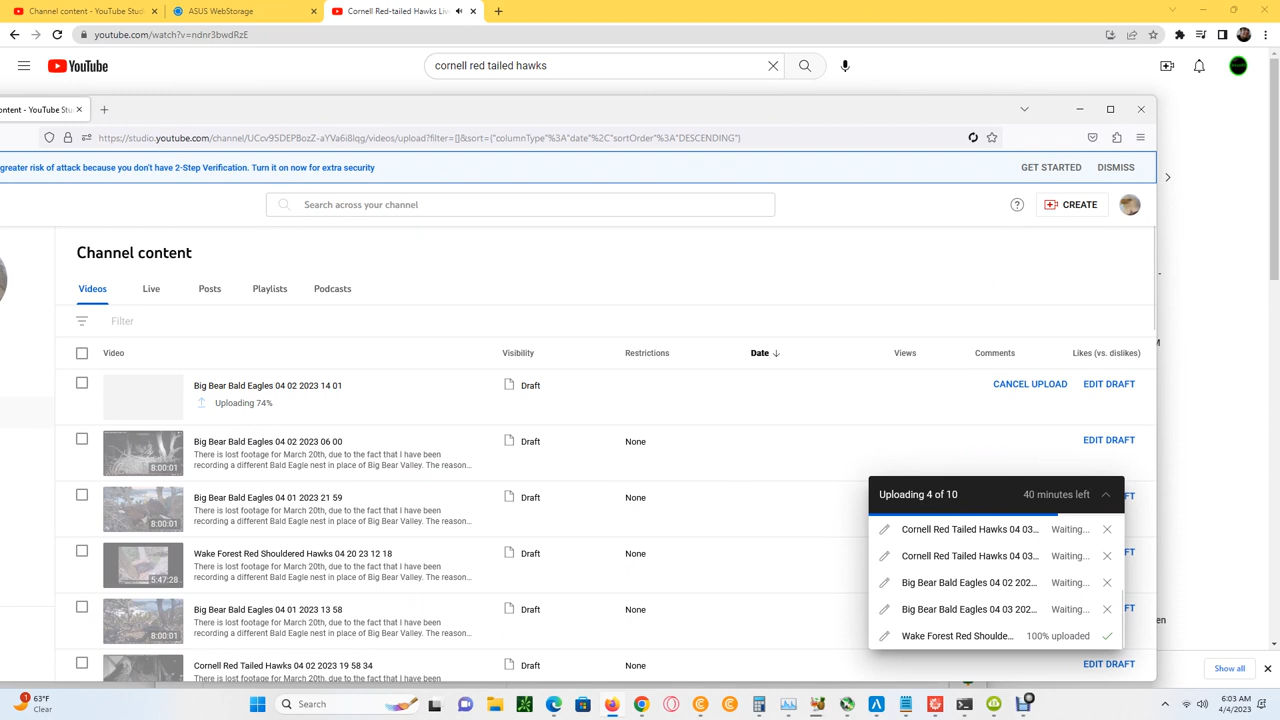 Content content - YouTube Studi
ASUS WebStorage
Cornell Red-tailed Hawks Liv
youtube.com/watch?v=ndnr3bwdRzE
YouTube
cornell red tailed hawks
ontent - YouTube Stu
https://studio.youtube.com/channel/UCcv95DEPBozZ-aYVa6i8lqg/videos/upload?filter=[]&sort={"columnType"%3A"date"%2C"sortOrder"%3A"DESCENDING"}
greater risk of attack because you don't have 2-Step Verification. Turn it on now for extra security
GET STARTED
DISMISS
Search across your channel
CREATE
Channel content
Videos
Live
Posts
Playlists
Podcasts
Filter
Video
Visibility
Restrictions
Date
Views
Comments
Likes (vs. dislikes)
Big Bear Bald Eagles 04 02 2023 14 01
Uploading 74%
Draft
CANCEL UPLOAD
EDIT DRAFT
Big Bear Bald Eagles 04 02 2023 06 00
There is lost footage for March 20th, due to the fact that I have been
recording a different Bald Eagle nest in place of Big Bear Valley. The reason...
8:00:01
Draft
None
EDIT DRAFT
Big Bear Bald Eagles 04 01 2023 21 59
There is lost footage for March 20th, due to the fact that I have been
recording a different Bald Eagle nest in place of Big Bear Valley. The reason...
8:00:01
Draft
None
FT
Wake Forest Red Shouldered Hawks 04 20 23 12 18
There is lost footage for March 20th, due to the fact that I have been
recording a different Bald Eagle nest in place of Big Bear Valley. The reason...
5:47:28
Draft
None
FT
Big Bear Bald Eagles 04 01 2023 13 58
There is lost footage for March 20th, due to the fact that I have been
recording a different Bald Eagle nest in place of Big Bear Valley. The reason...
8:00:01
Draft
None
FT
Cornell Red Tailed Hawks 04 02 2023 19 58 34
Draft
None
EDIT DRAFT
Uploading 4 of 10
40 minutes left
Cornell Red Tailed Hawks 04 03... Waiting...
Cornell Red Tailed Hawks 04 03... Waiting...
Big Bear Bald Eagles 04 02 202... Waiting...
Big Bear Bald Eagles 04 03 202... Waiting...
Wake Forest Red Shoulde... 100% uploaded
M
en
Show all
1
63°F
Clear
Search
6:03 AM
4/4/2023